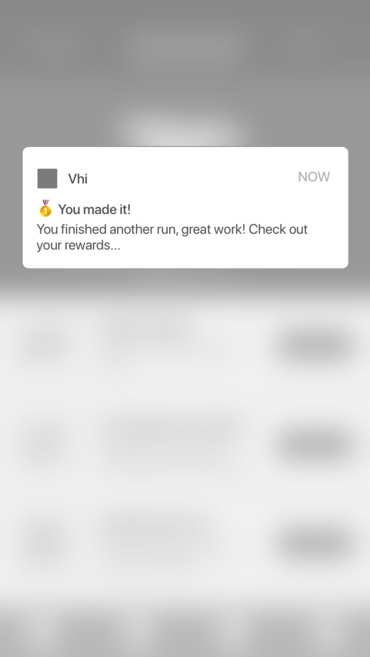 Vhi
NOW
🏅 You made it!
You finished another run, great work! Check out
your rewards...